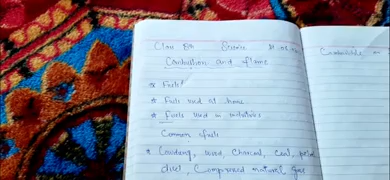 Class 8th Science
Combustion and flame
* Fuels!
* Fuels used at home.
* Fuels used in industries
Common fuels
* Cowdung, wood, charcoal, coal, petrol
diesel, Compressed natural gas
Combustible